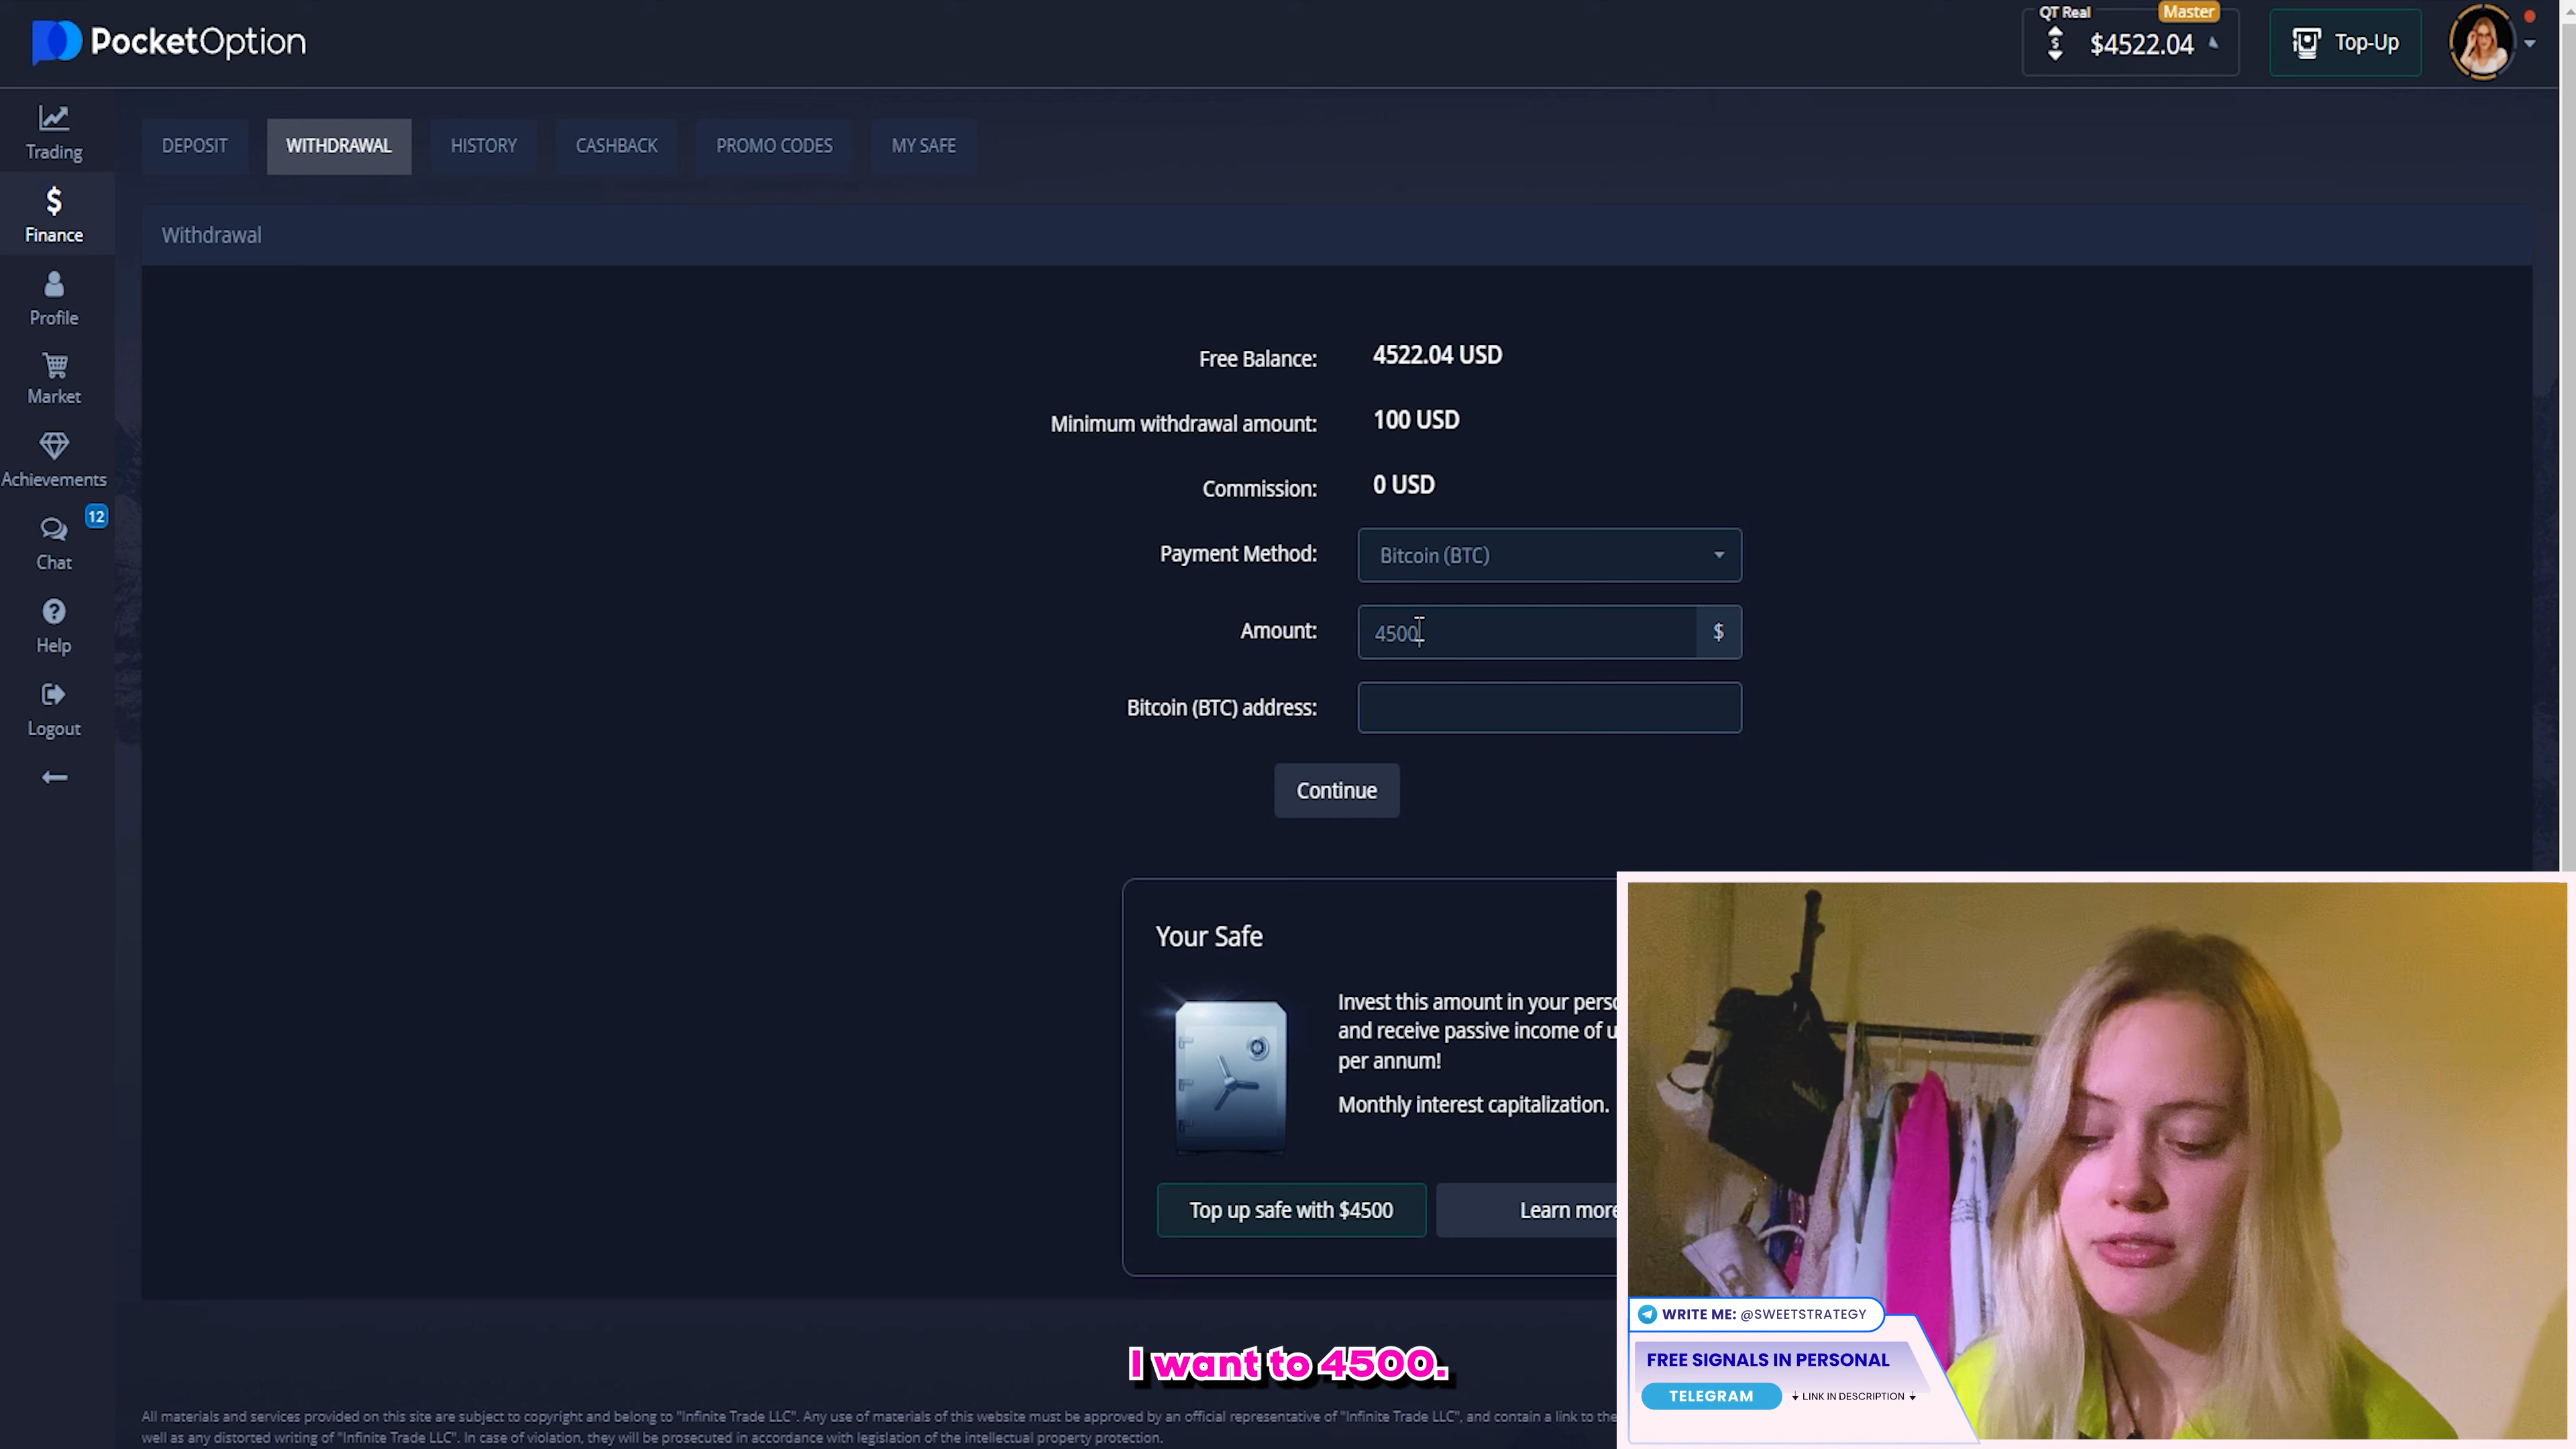 PocketOption
QT Real
Master
$4522.04
Top-Up
Trading
Finance
Profile
Market
Achievements
12
Chat
Help
Logout
DEPOSIT
WITHDRAWAL
HISTORY
CASHBACK
PROMO CODES
MY SAFE
Withdrawal
Free Balance: 4522.04 USD
Minimum withdrawal amount: 100 USD
Commission: 0 USD
Payment Method: Bitcoin (BTC)
Amount: 4500 $
Bitcoin (BTC) address:
Continue
Your Safe
Invest this amount in your
and receive passive income of
per annum!
Monthly interest capitalization.
Top up safe with $4500
Learn more
WRITE ME: @SWEETSTRATEGY
FREE SIGNALS IN PERSONAL
TELEGRAM
LINK IN DESCRIPTION
I want to 4500.
All materials and services provided on this site are subject to copyright and belong to "Infinite Trade LLC". Any use of materials of this website must be approved by an official representative of "Infinite Trade LLC", and contain a link to the
well as any distorted writing of "Infinite Trade LLC". In case of violation, they will be prosecuted in accordance with legislation of the intellectual property protection.